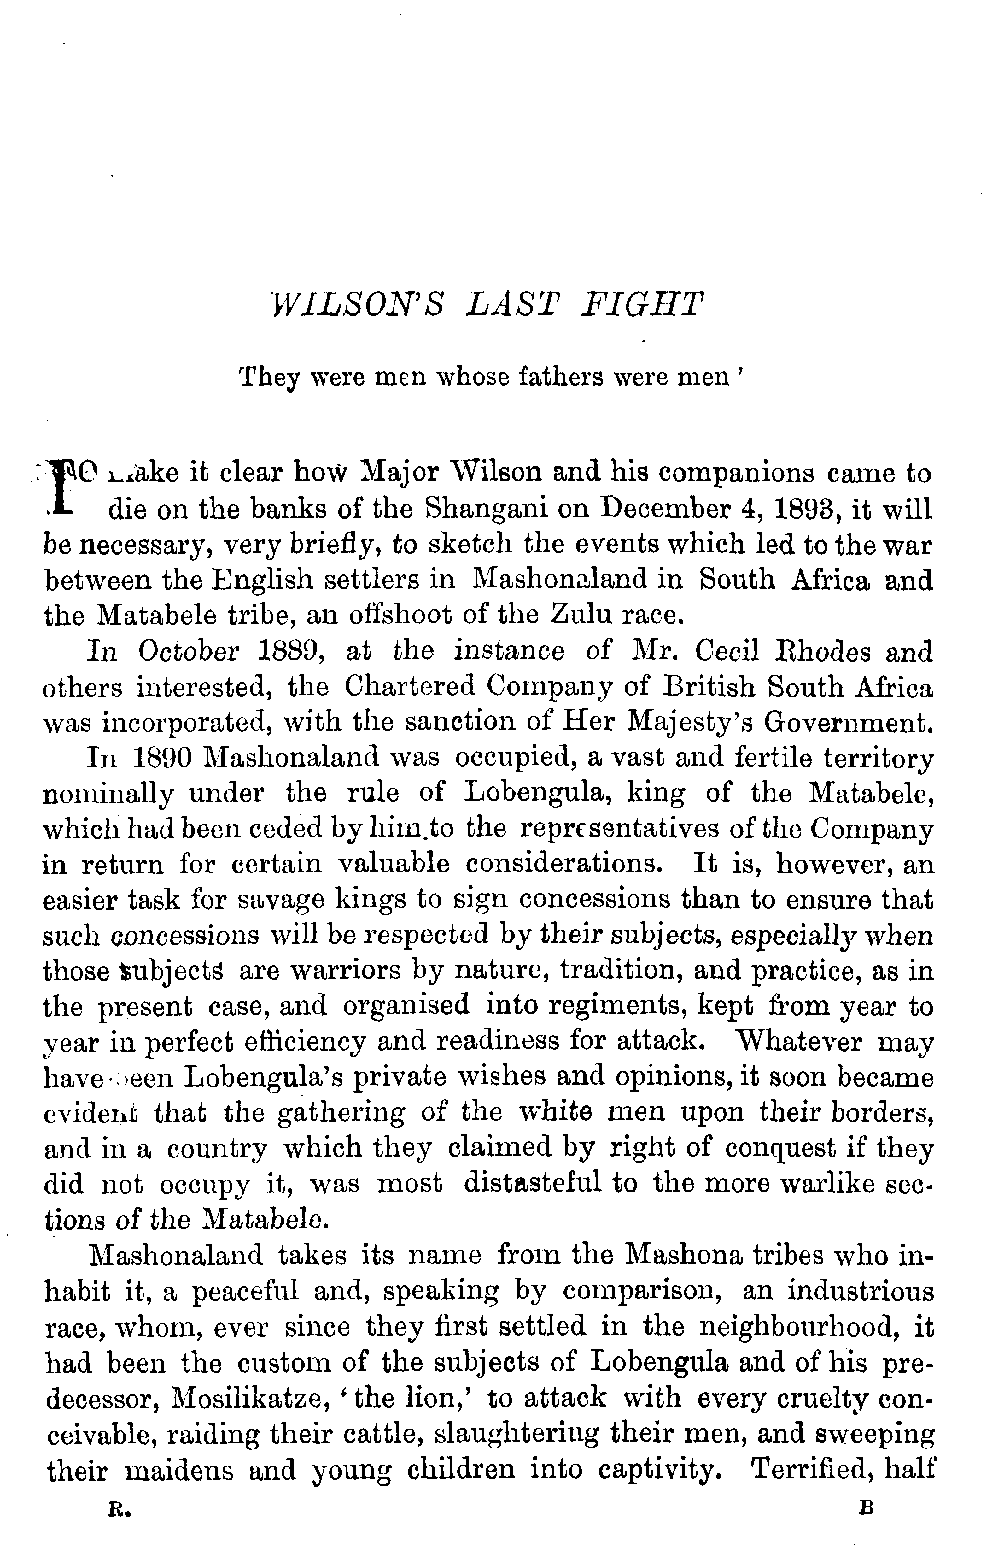 WILSON'S LAST FIGHT
They were men whose fathers were men '
TO make it clear how Major Wilson and his companions came to
die on the banks of the Shangani on December 4, 1893, it will
be necessary, very briefly, to sketch the events which led to the war
between the English settlers in Mashonaland in South Africa and
the Matabele tribe, an offshoot of the Zulu race.
In October 1889, at the instance of Mr. Cecil Rhodes and
others interested, the Chartered Company of British South Africa
was incorporated, with the sanction of Her Majesty's Government.
In 1890 Mashonaland was occupied, a vast and fertile territory
nominally under the rule of Lobengula, king of the Matabele,
which had been ceded by him to the representatives of the Company
in return for certain valuable considerations. It is, however, an
easier task for savage kings to sign concessions than to ensure that
such concessions will be respected by their subjects, especially when
those subjects are warriors by nature, tradition, and practice, as in
the present case, and organised into regiments, kept from year to
year in perfect efficiency and readiness for attack. Whatever may
have been Lobengula's private wishes and opinions, it soon became
evident that the gathering of the white men upon their borders,
and in a country which they claimed by right of conquest if they
did not occupy it, was most distasteful to the more warlike sec-
tions of the Matabele.
Mashonaland takes its name from the Mashona tribes who in-
habit it, a peaceful and, speaking by comparison, an industrious
race, whom, ever since they first settled in the neighbourhood, it
had been the custom of the subjects of Lobengula and of his pre-
decessor, Mosilikatze, 'the lion,' to attack with every cruelty con-
ceivable, raiding their cattle, slaughtering their men, and sweeping
their maidens and young children into captivity. Terrified, half
R. B